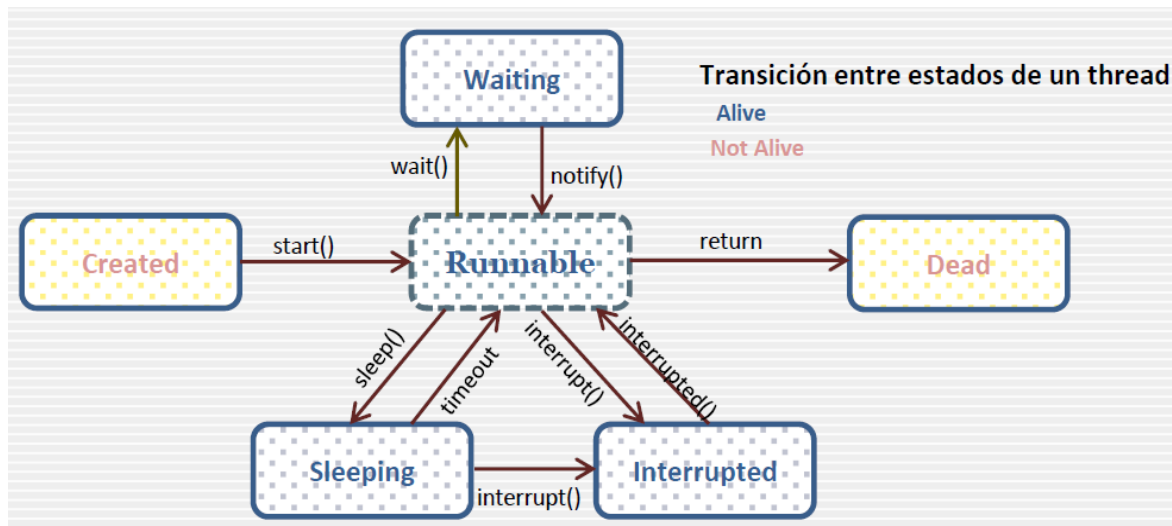 Waiting
Transición entre estados de un thread
Alive
Not Alive
wait()
notify()
Created
start()
Runnable
return
Dead
sleep()
timeout
interrupt()
interrupted()
Sleeping
interrupt()
Interrupted